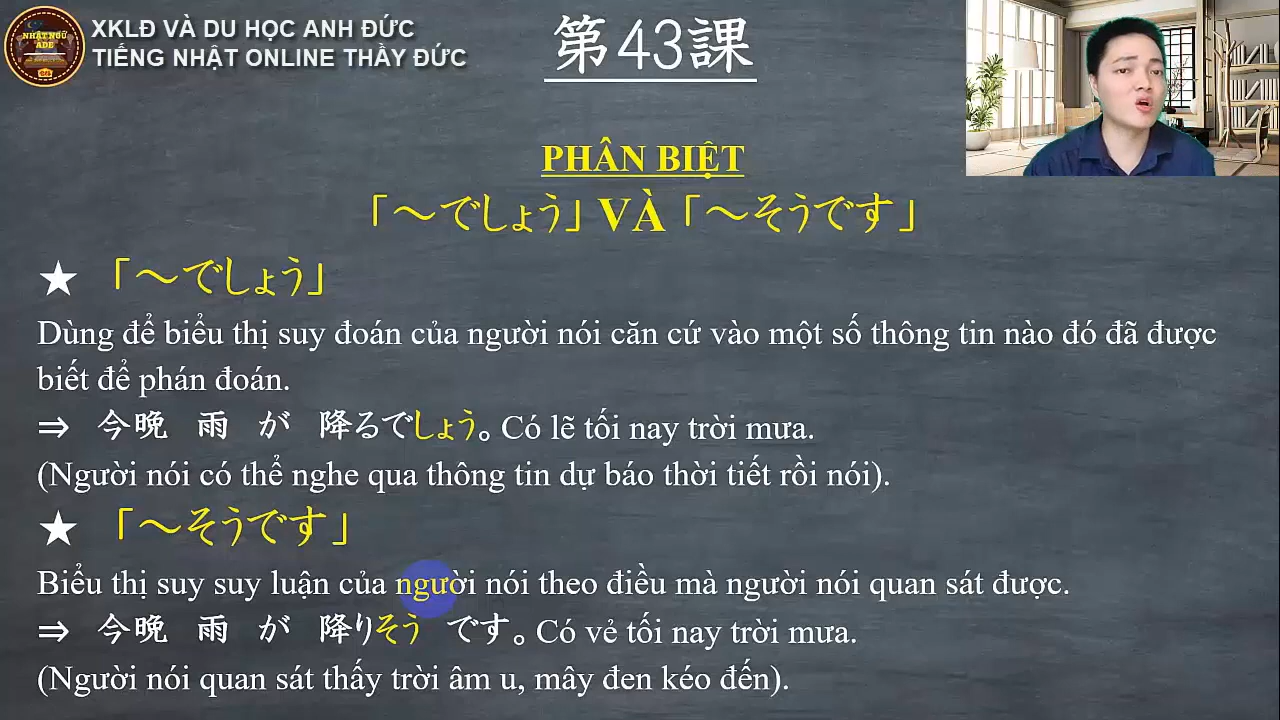 NHẬT NGỮ
ADE
XKLĐ VÀ DU HỌC ANH ĐỨC
TIẾNG NHẬT ONLINE THẦY ĐỨC
第43課
PHÂN BIỆT
「～でしょう」VÀ「～そうです」
★ 「～でしょう」
Dùng để biểu thị suy đoán của người nói căn cứ vào một số thông tin nào đó đã được
biết để phán đoán.
⇒ 今晩 雨 が 降るでしょう。Có lẽ tối nay trời mưa.
(Người nói có thể nghe qua thông tin dự báo thời tiết rồi nói).
★ 「～そうです」
Biểu thị suy suy luận của người nói theo điều mà người nói quan sát được.
⇒ 今晩 雨 が 降りそう です。Có vẻ tối nay trời mưa.
(Người nói quan sát thấy trời âm u, mây đen kéo đến).